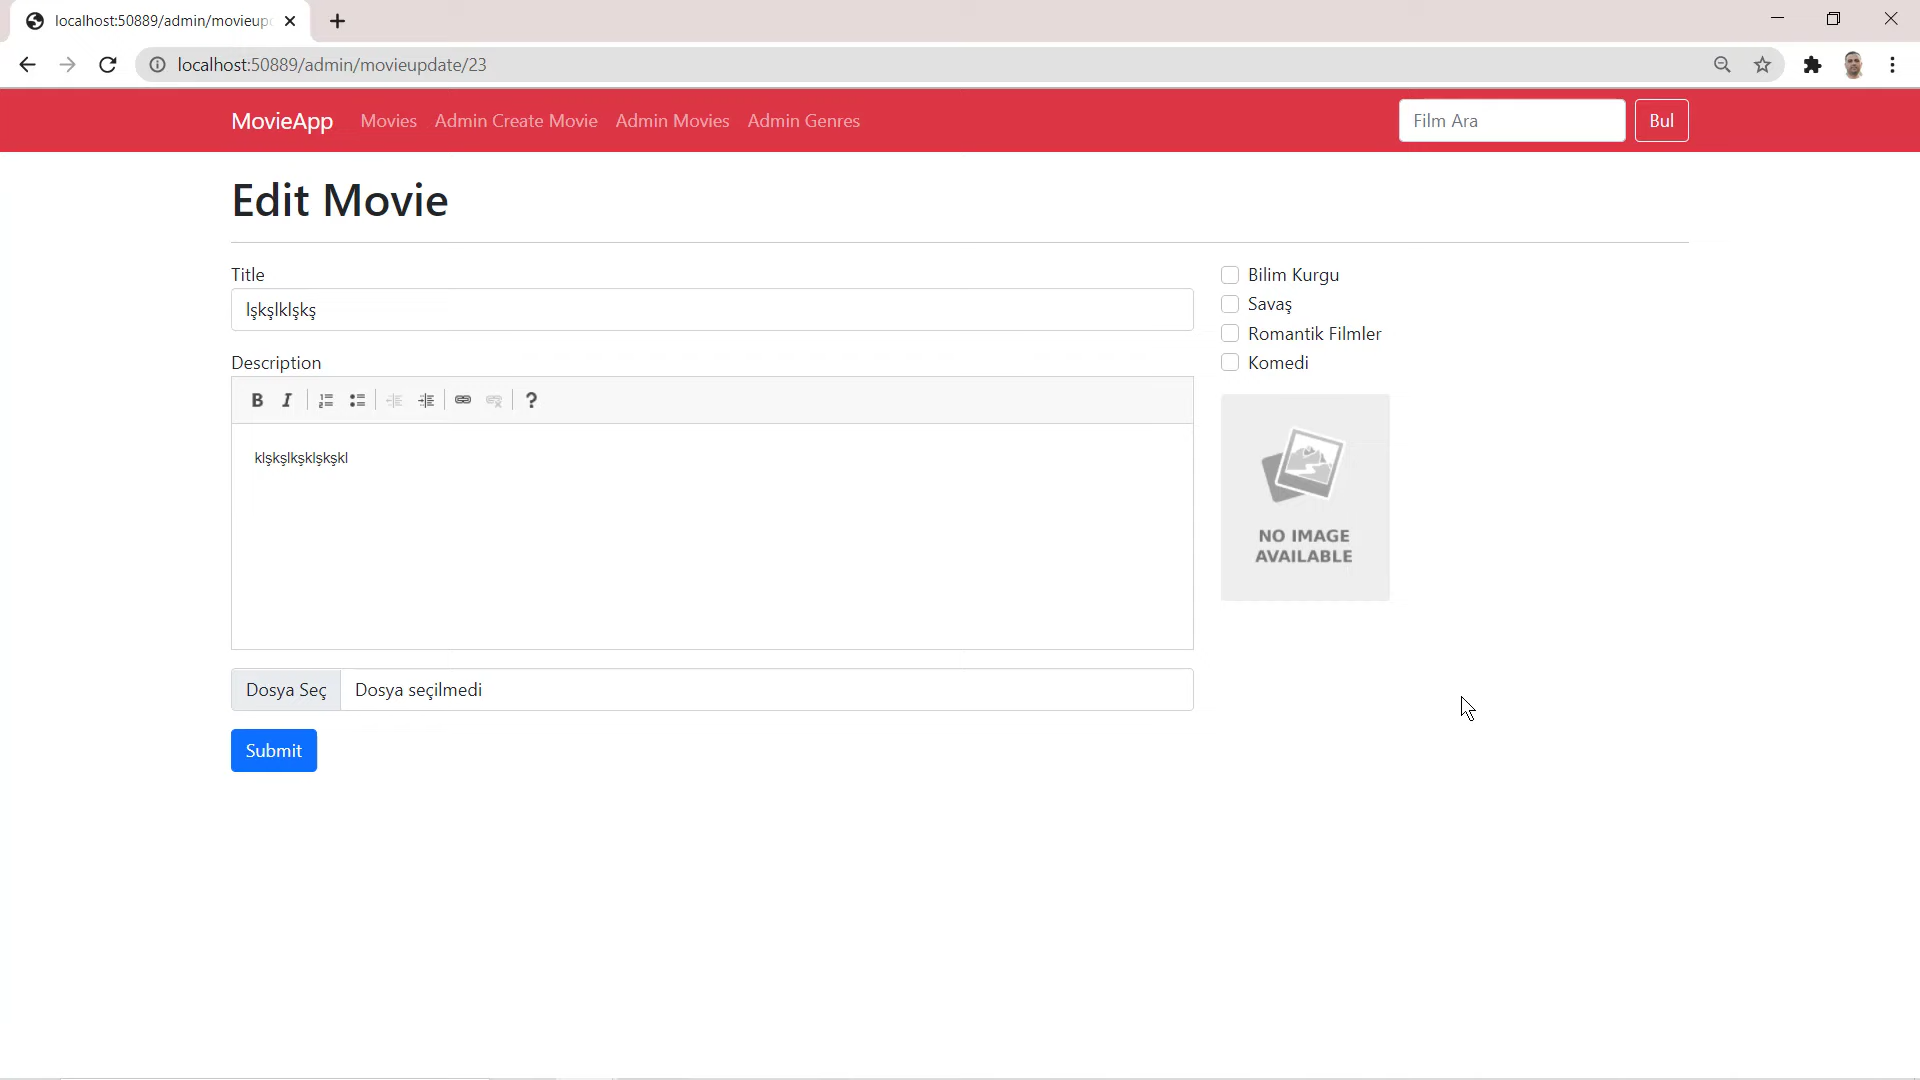 localhost:50889/admin/movieup
localhost:50889/admin/movieupdate/23
MovieApp Movies Admin Create Movie Admin Movies Admin Genres Film Ara Bul
Edit Movie
Title
lşkşlklşkş
Description
B I ?
klşkşlkşklşkşkl
Dosya Seç Dosya seçilmedi
Submit
Bilim Kurgu
Savaş
Romantik Filmler
Komedi
NO IMAGE
AVAILABLE